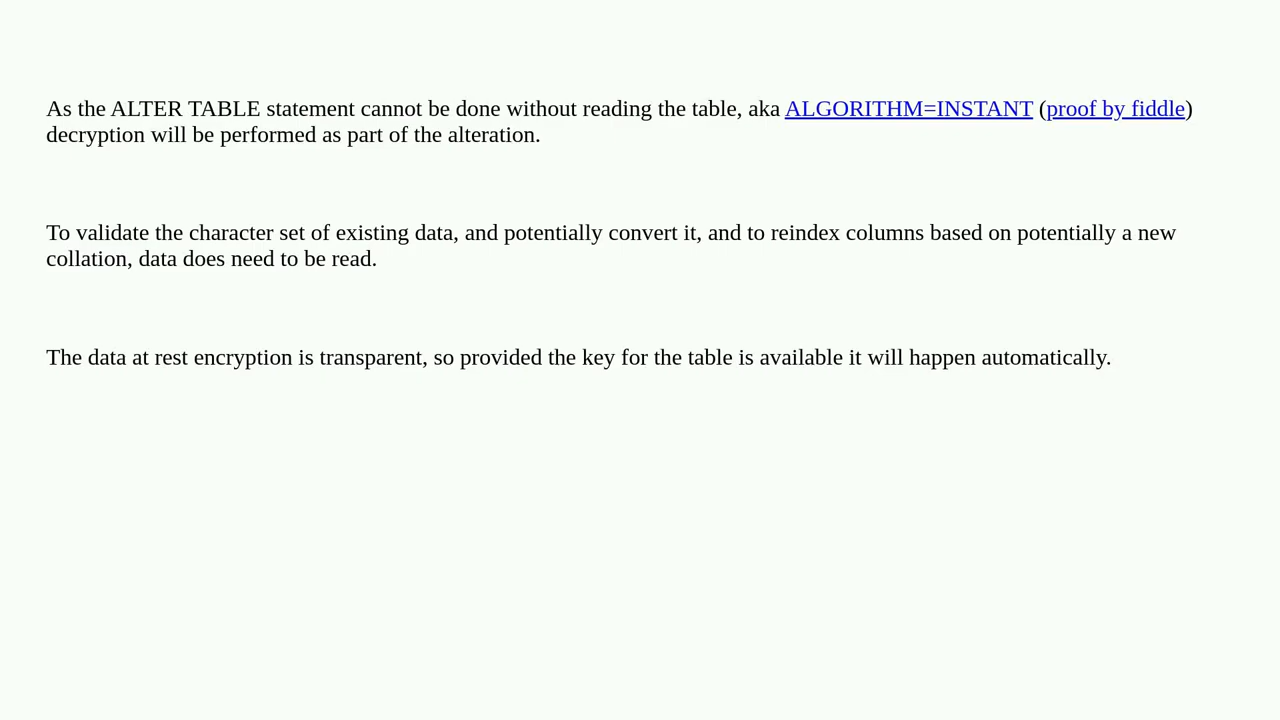 As the ALTER TABLE statement cannot be done without reading the table, aka ALGORITHM=INSTANT (proof by fiddle)
decryption will be performed as part of the alteration.
To validate the character set of existing data, and potentially convert it, and to reindex columns based on potentially a new
collation, data does need to be read.
The data at rest encryption is transparent, so provided the key for the table is available it will happen automatically.